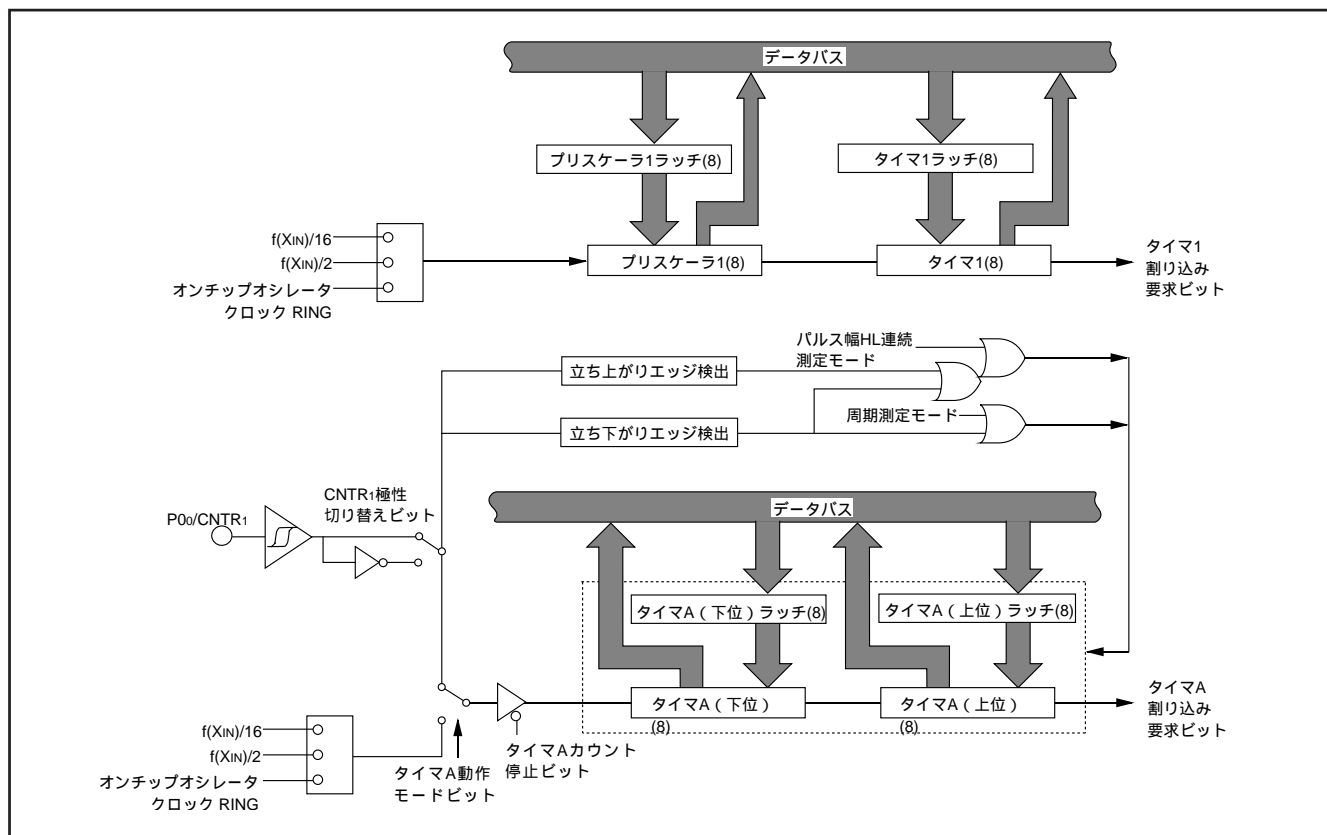 データバス
プリスケーラ1ラッチ(8)
タイマ1ラッチ(8)
f(XIN)/16
f(XIN)/2
オンチップオシレータ
クロック RING
プリスケーラ1(8)
タイマ1(8)
タイマ1
割り込み
要求ビット
パルス幅HL連続
測定モード
立ち上がりエッジ検出
周期測定モード
立ち下がりエッジ検出
CNTR1極性
切り替えビット
P00/CNTR1
データバス
タイマA(下位)ラッチ(8)
タイマA(上位)ラッチ(8)
タイマA(下位)
(8)
タイマA(上位)
(8)
タイマA
割り込み
要求ビット
f(XIN)/16
f(XIN)/2
オンチップオシレータ
クロック RING
タイマA動作
モードビット
タイマAカウント
停止ビット